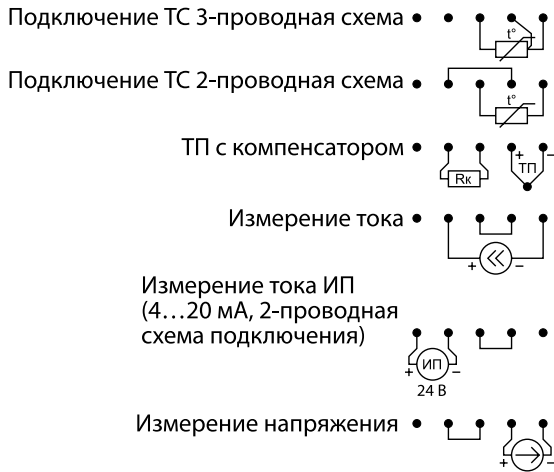 Подключение ТС 3-проводная схема
t°
Подключение ТС 2-проводная схема
t°
ТП с компенсатором
Rк
+ ТП −
Измерение тока
+ −
Измерение тока ИП
(4…20 мА, 2-проводная
схема подключения)
+ ИП −
24 В
Измерение напряжения
+ −